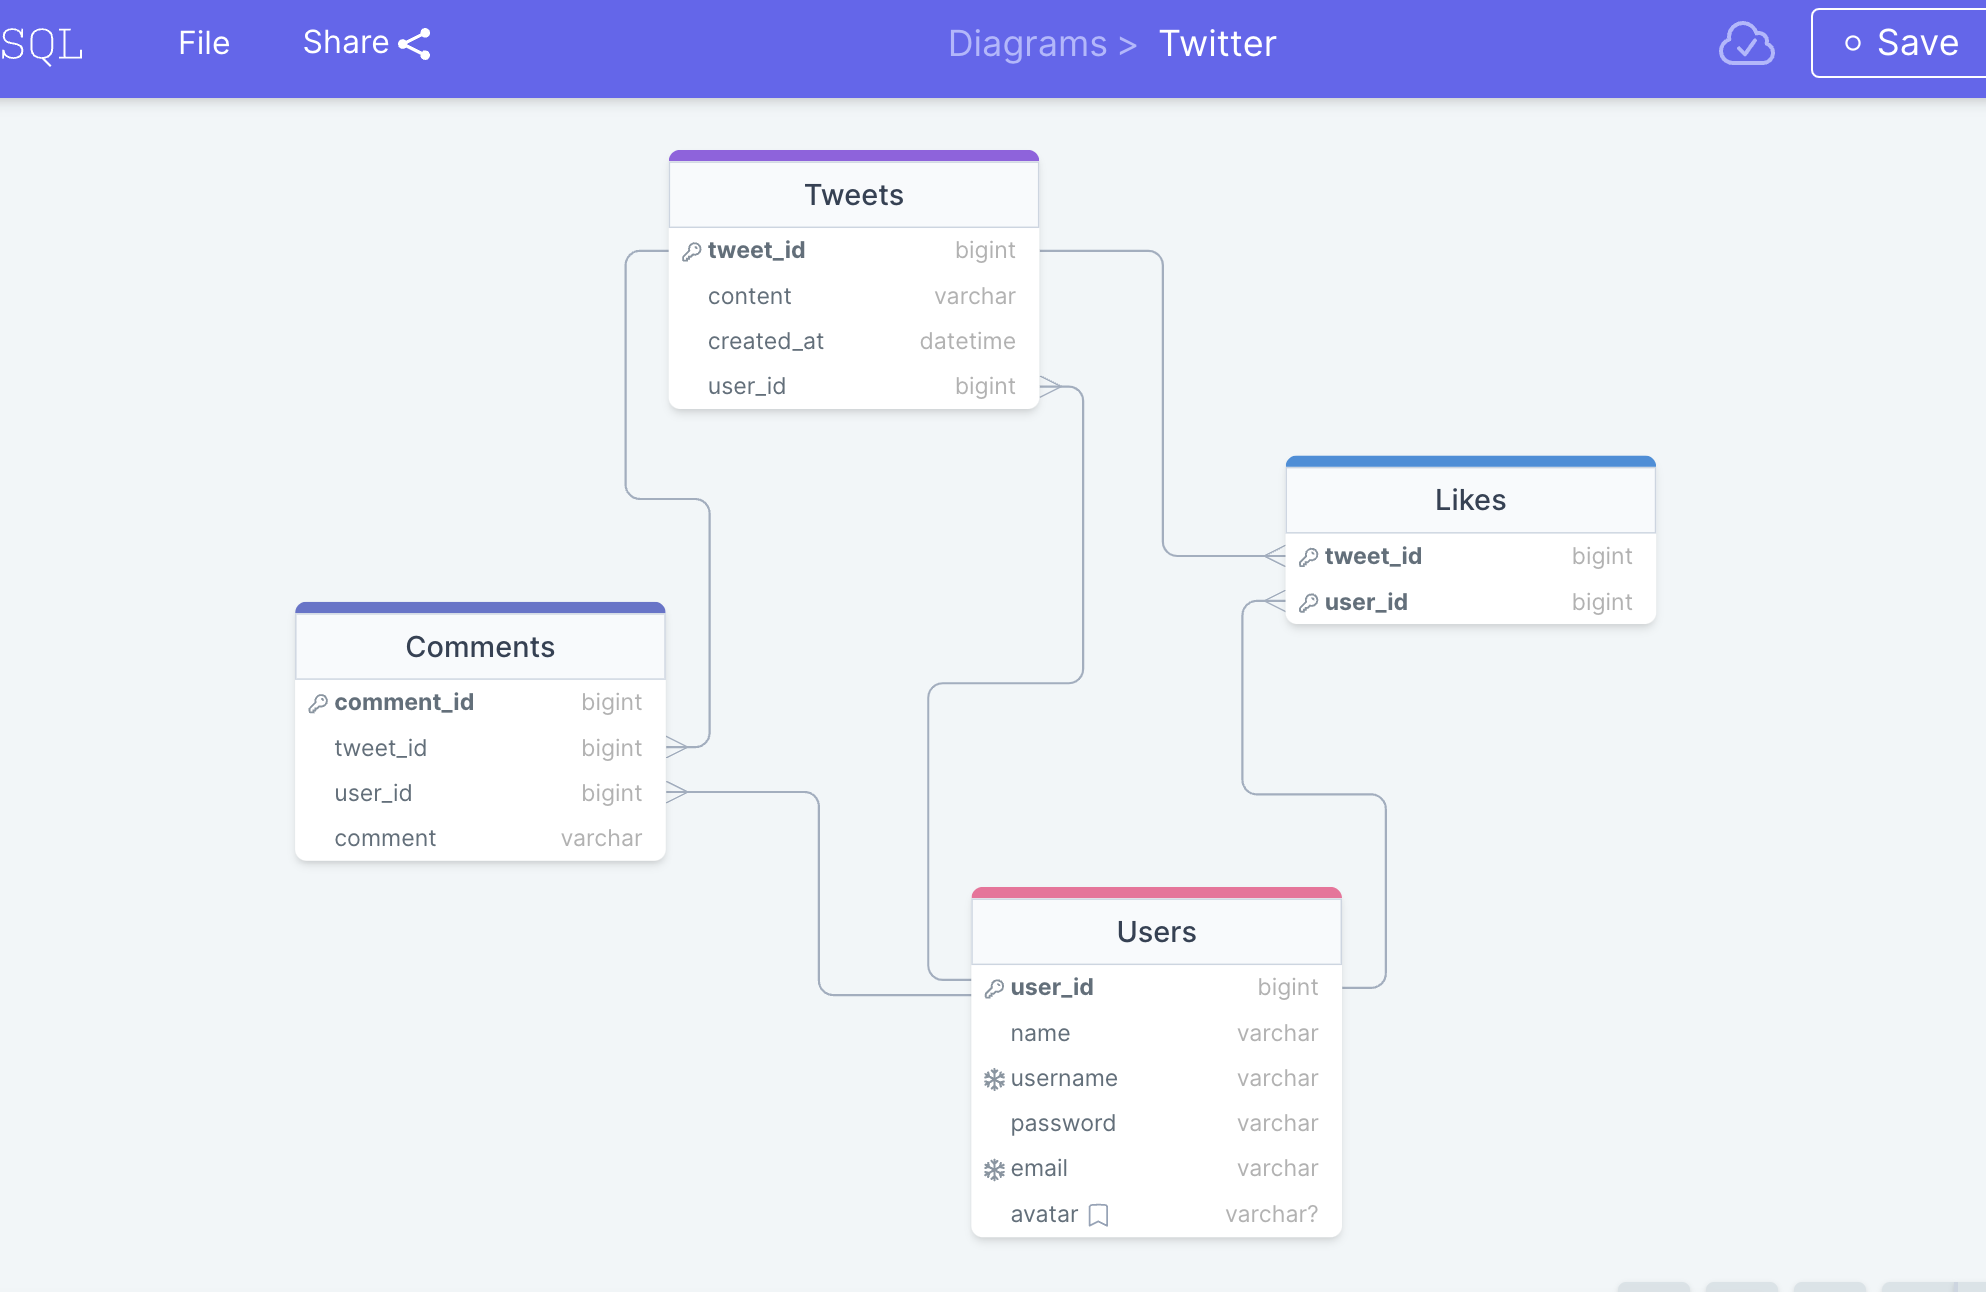 SQL File Share Diagrams > Twitter Save
Tweets
tweet_id bigint
content varchar
created_at datetime
user_id bigint
Likes
tweet_id bigint
user_id bigint
Comments
comment_id bigint
tweet_id bigint
user_id bigint
comment varchar
Users
user_id bigint
name varchar
username varchar
password varchar
email varchar
avatar varchar?